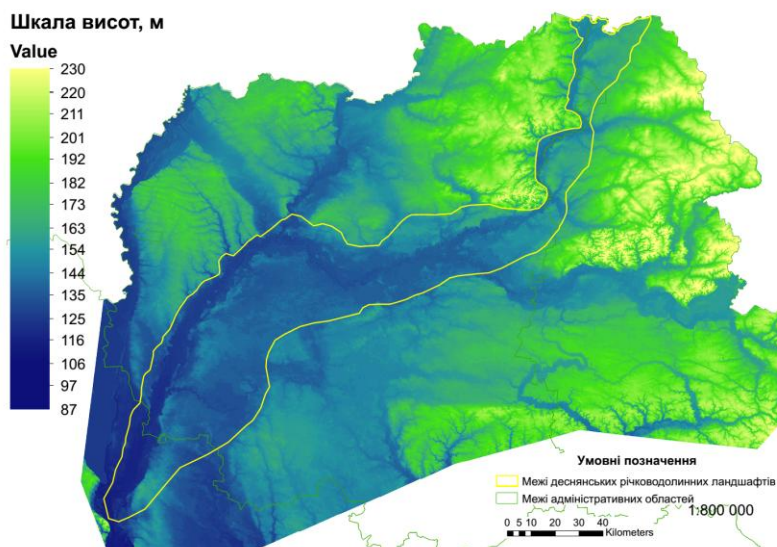 Шкала висот, м
Value
230
220
211
201
192
182
173
163
154
144
135
125
116
106
97
87
Умовні позначення
Межі деснянських річководолинних ландшафтів
Межі адміністративних областей
1:800 000
0 5 10 20 30 40
Kilometers